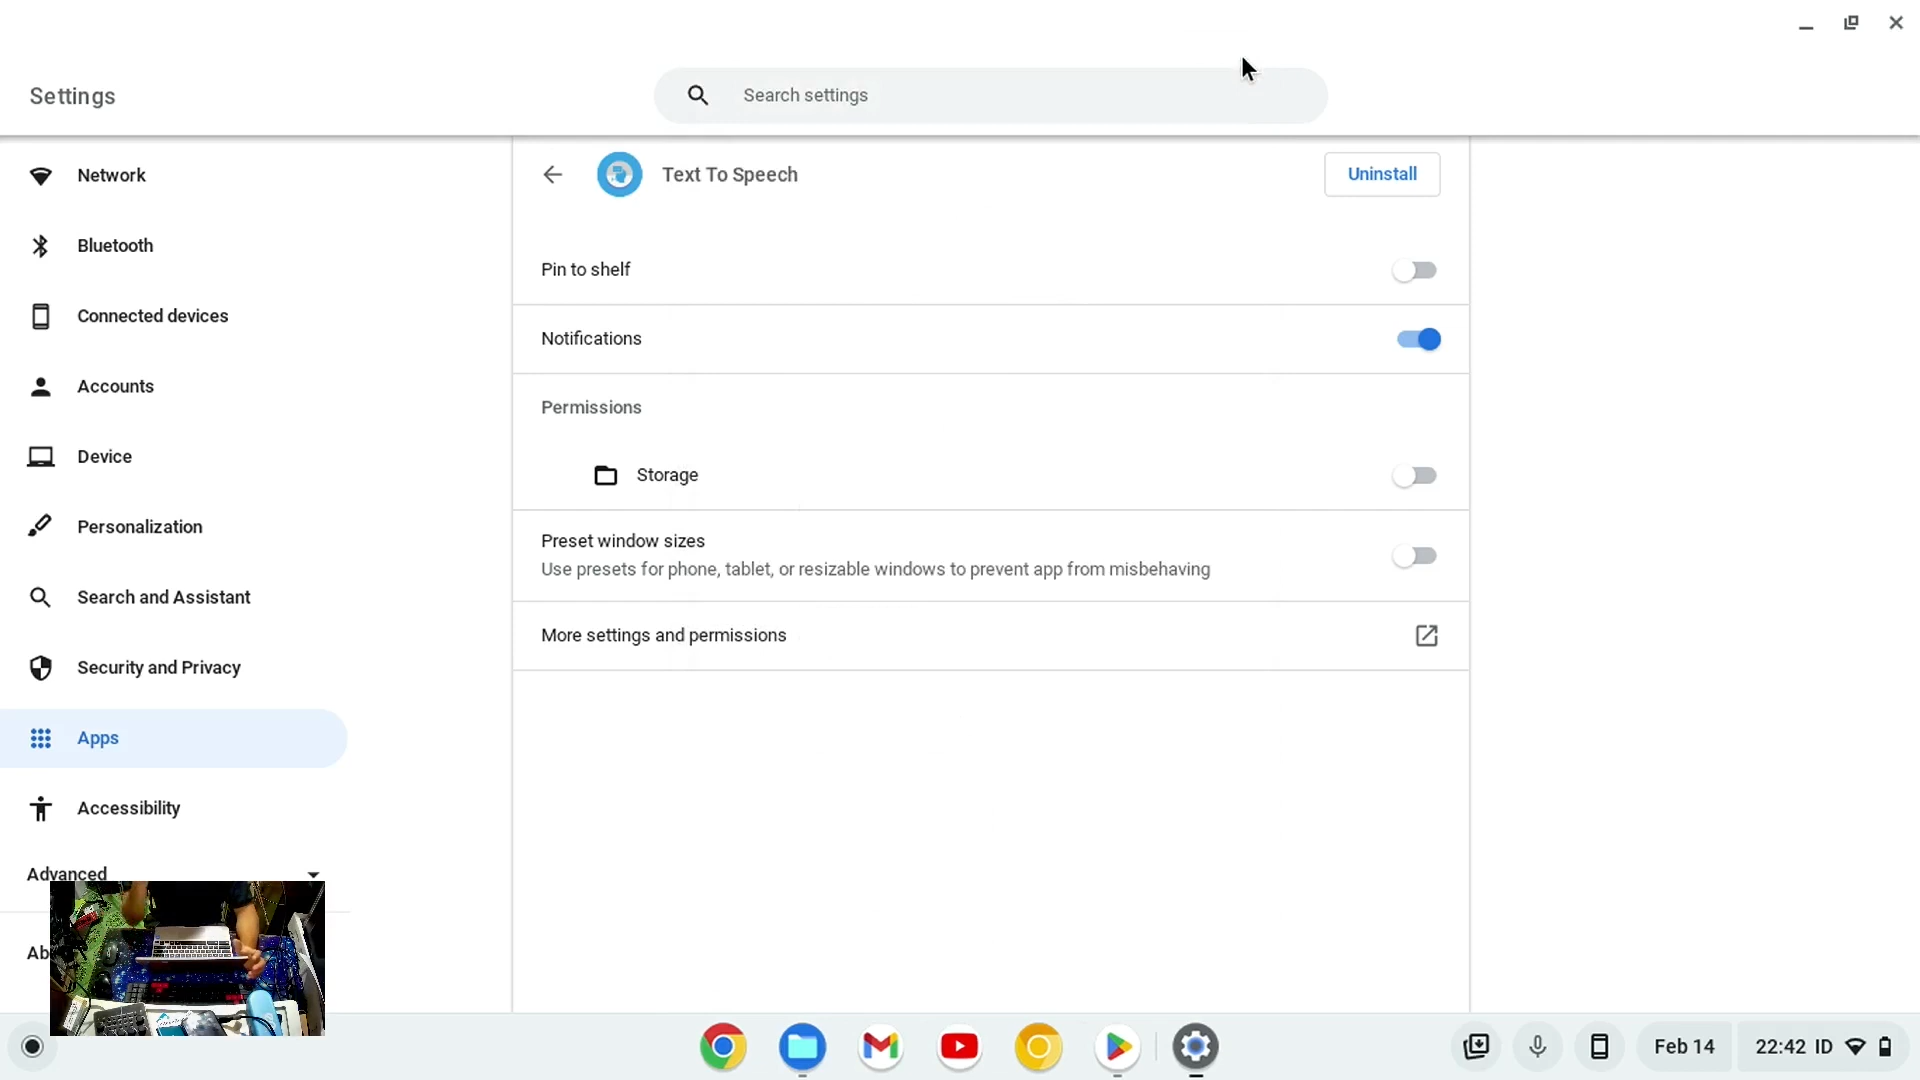 Settings
Search settings
Network
Bluetooth
Connected devices
Accounts
Device
Personalization
Search and Assistant
Security and Privacy
Apps
Accessibility
Advanced
Ab
Text To Speech
Uninstall
Pin to shelf
Notifications
Permissions
Storage
Preset window sizes
Use presets for phone, tablet, or resizable windows to prevent app from misbehaving
More settings and permissions
Feb 14
22:42 ID